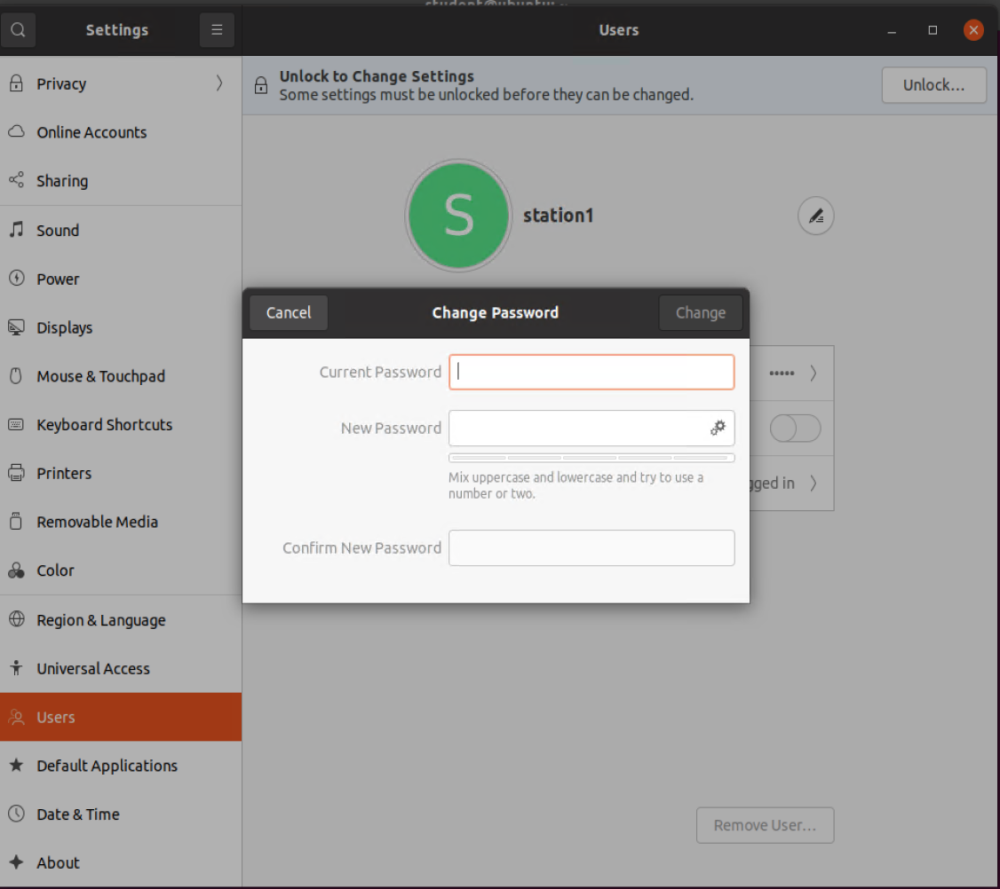 student@ubuntu: ~
Settings
Users
Privacy
Online Accounts
Sharing
Sound
Power
Displays
Mouse & Touchpad
Keyboard Shortcuts
Printers
Removable Media
Color
Region & Language
Universal Access
Users
Default Applications
Date & Time
About
Unlock to Change Settings
Some settings must be unlocked before they can be changed.
Unlock...
S
station1
Cancel
Change Password
Change
Current Password
New Password
Mix uppercase and lowercase and try to use a
number or two.
Confirm New Password
•••••
gged in
Remove User...